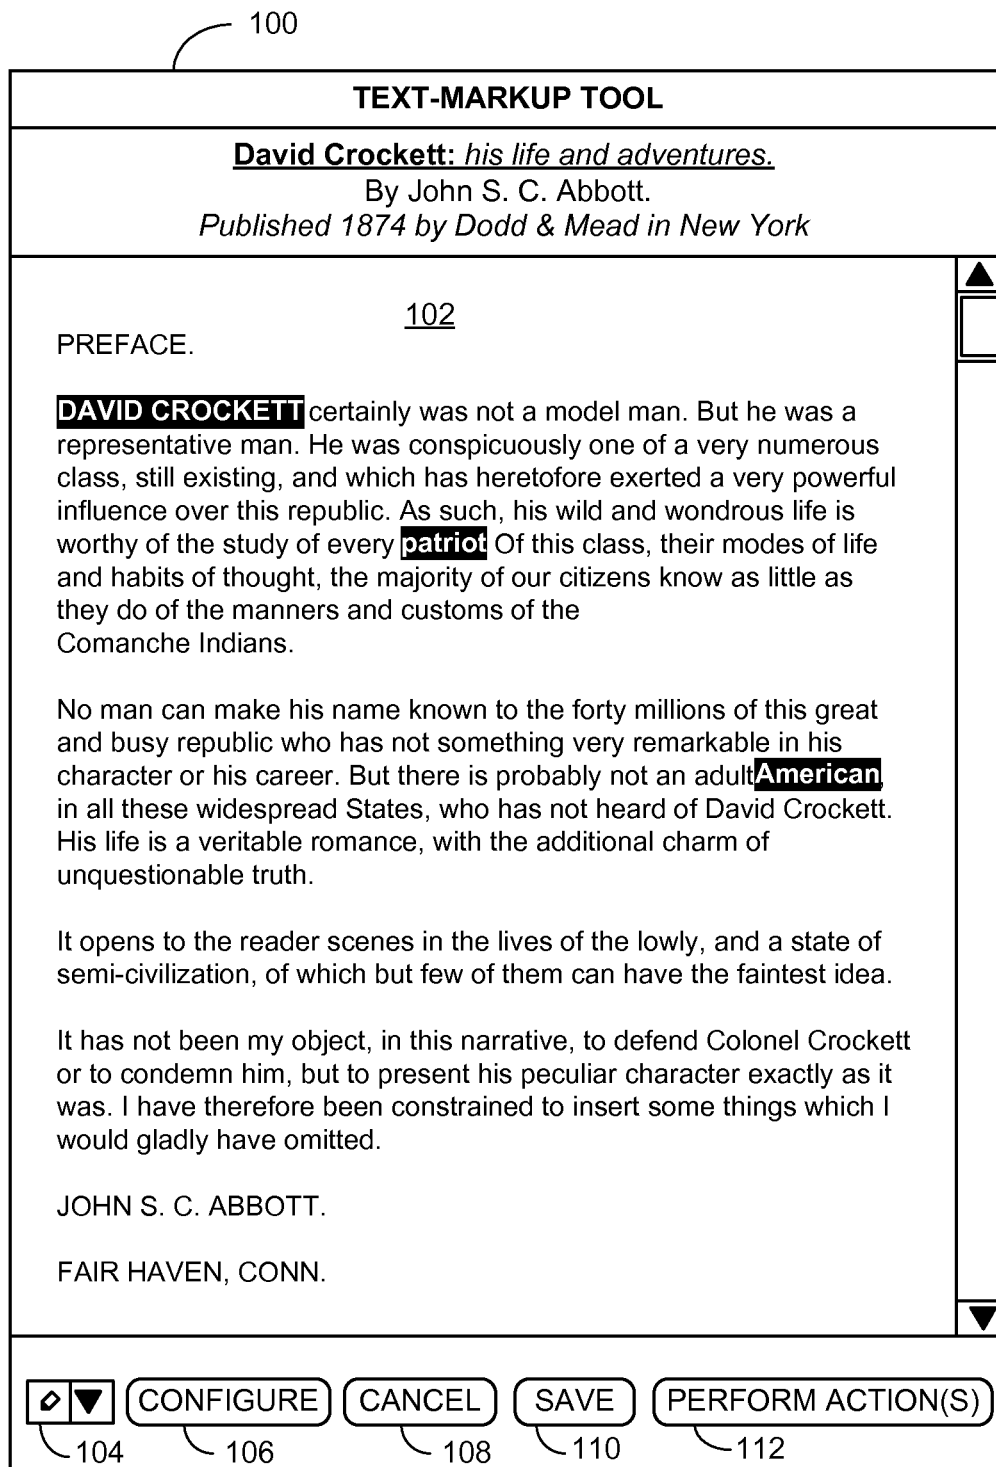 100
TEXT-MARKUP TOOL
David Crockett: his life and adventures.
By John S. C. Abbott.
Published 1874 by Dodd & Mead in New York
102
PREFACE.
DAVID CROCKETT certainly was not a model man. But he was a
representative man. He was conspicuously one of a very numerous
class, still existing, and which has heretofore exerted a very powerful
influence over this republic. As such, his wild and wondrous life is
worthy of the study of every patriot Of this class, their modes of life
and habits of thought, the majority of our citizens know as little as
they do of the manners and customs of the
Comanche Indians.
No man can make his name known to the forty millions of this great
and busy republic who has not something very remarkable in his
character or his career. But there is probably not an adult American,
in all these widespread States, who has not heard of David Crockett.
His life is a veritable romance, with the additional charm of
unquestionable truth.
It opens to the reader scenes in the lives of the lowly, and a state of
semi-civilization, of which but few of them can have the faintest idea.
It has not been my object, in this narrative, to defend Colonel Crockett
or to condemn him, but to present his peculiar character exactly as it
was. I have therefore been constrained to insert some things which I
would gladly have omitted.
JOHN S. C. ABBOTT.
FAIR HAVEN, CONN.
CONFIGURE CANCEL SAVE PERFORM ACTION(S)
104 106 108 110 112